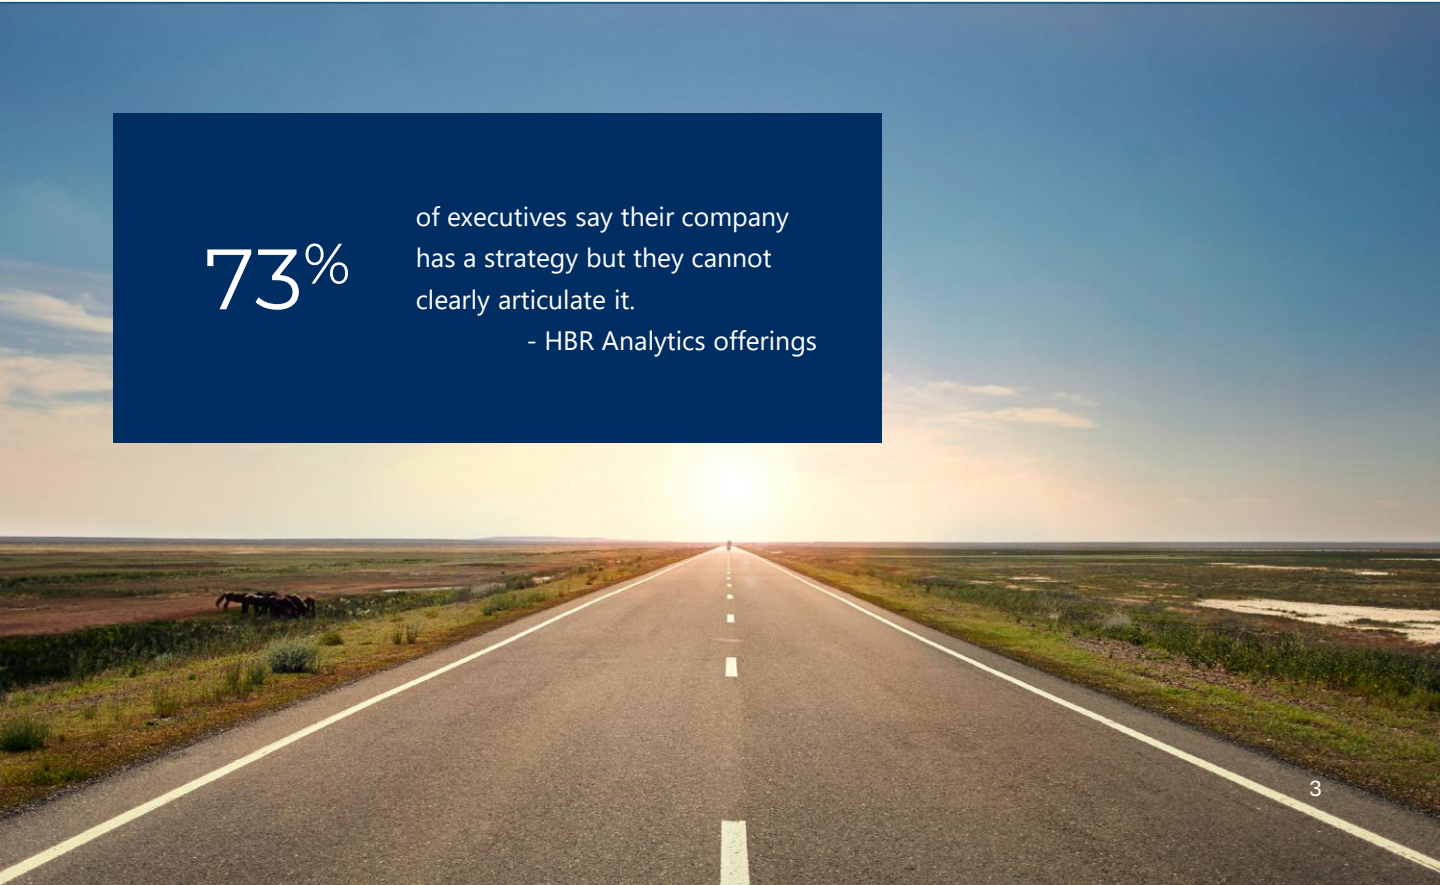 73%
of executives say their company
has a strategy but they cannot
clearly articulate it.
- HBR Analytics offerings
3